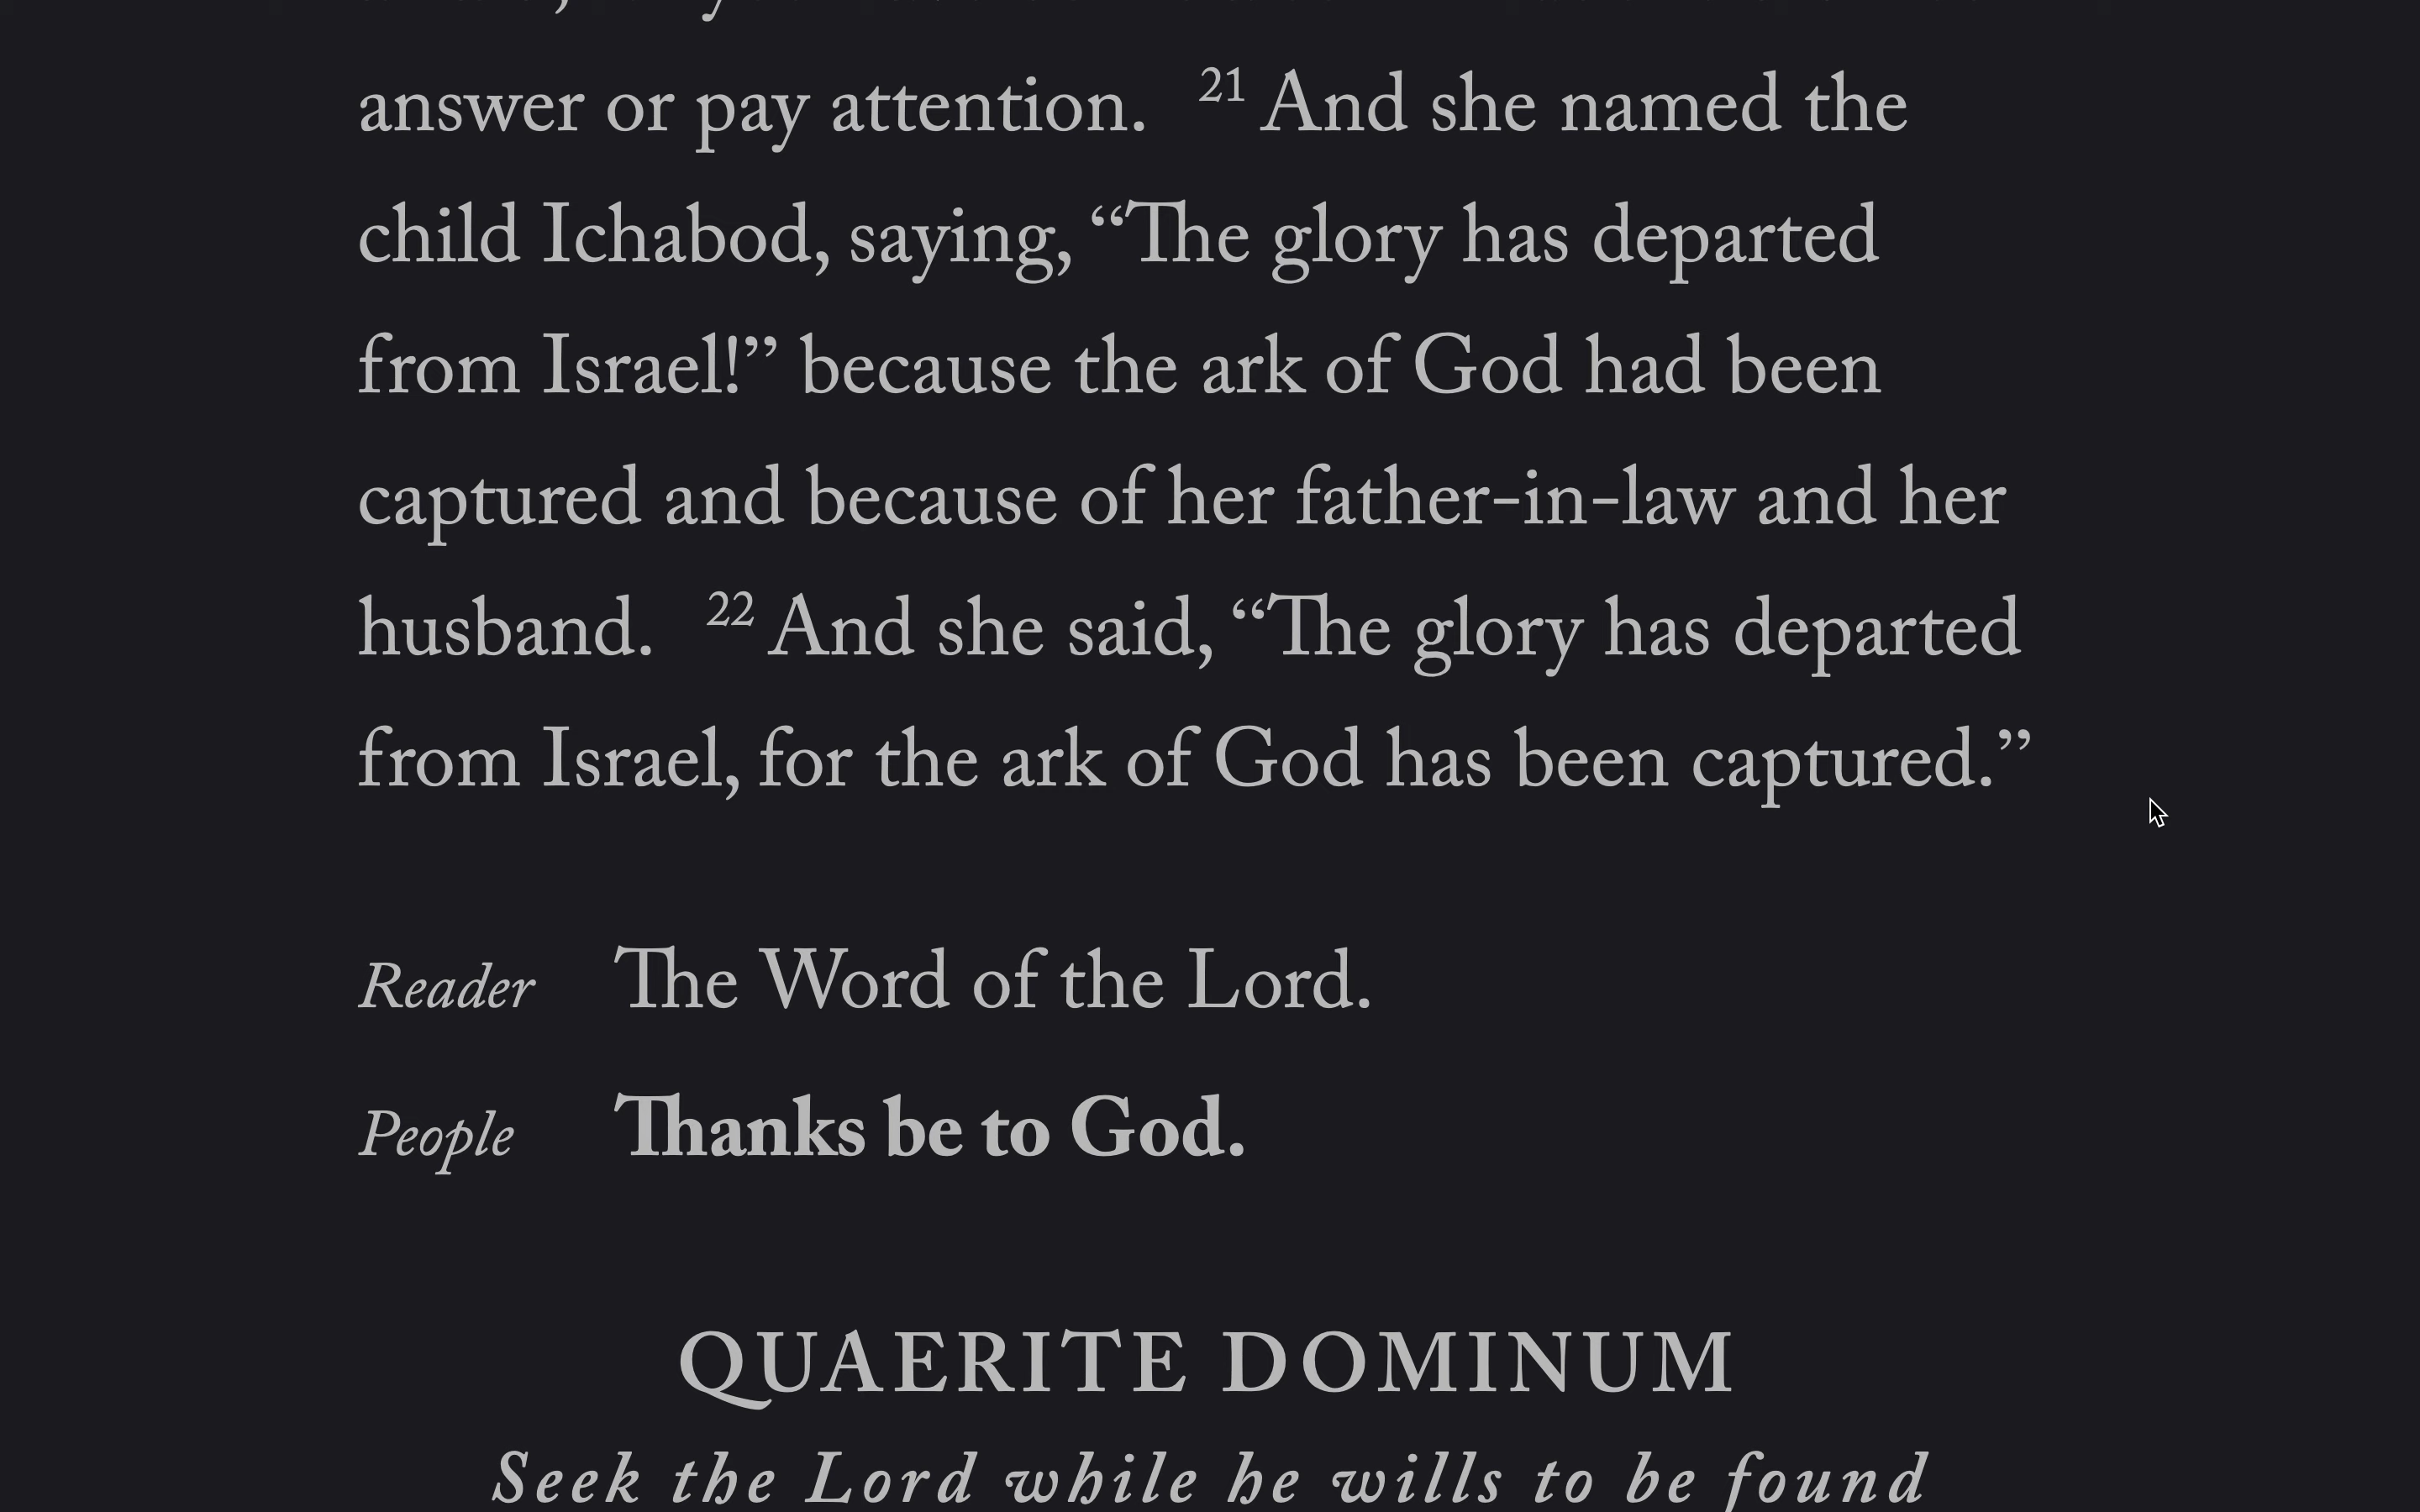 answer or pay attention. 21 And she named the
child Ichabod, saying, “The glory has departed
from Israel!” because the ark of God had been
captured and because of her father-in-law and her
husband. 22 And she said, “The glory has departed
from Israel, for the ark of God has been captured.”
Reader The Word of the Lord.
People Thanks be to God.
QUAERITE DOMINUM
Seek the Lord while he wills to be found